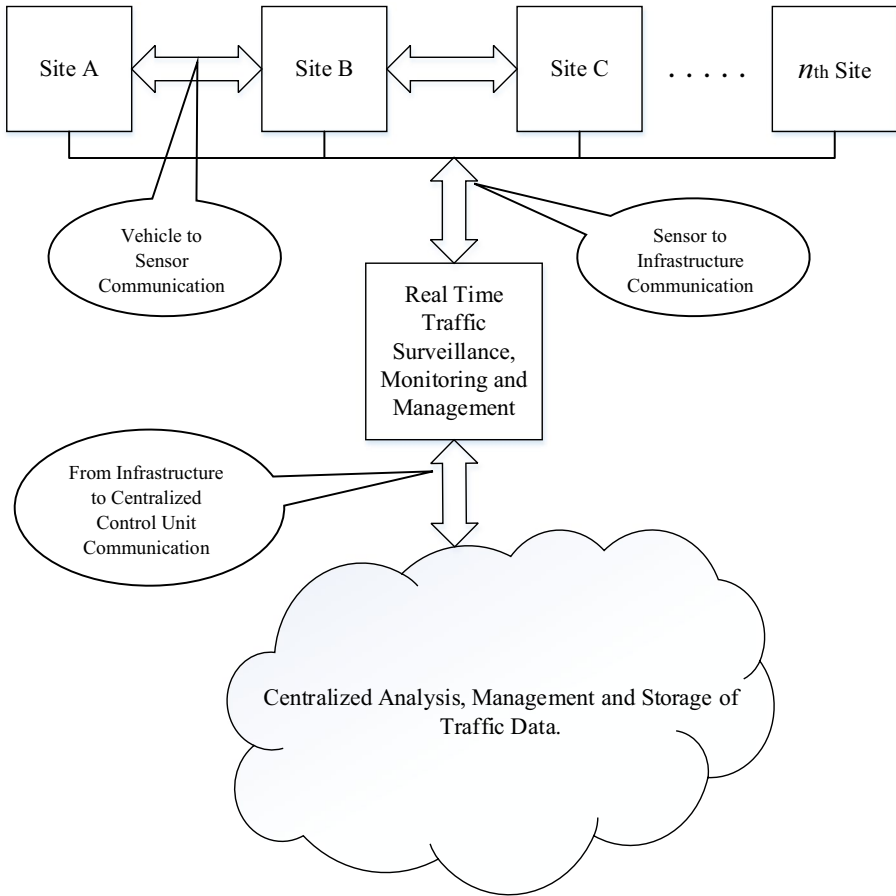 Site A
Site B
Site C
. . . . .
nth Site
Vehicle to
Sensor
Communication
Sensor to
Infrastructure
Communication
Real Time
Traffic
Surveillance,
Monitoring and
Management
From Infrastructure
to Centralized
Control Unit
Communication
Centralized Analysis, Management and Storage of
Traffic Data.